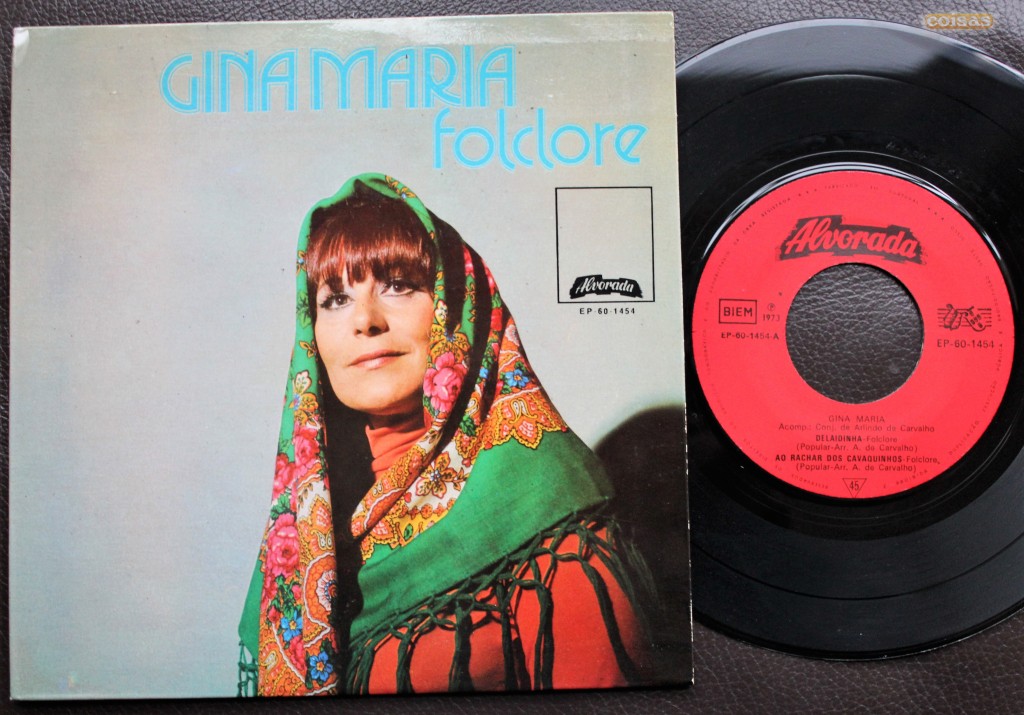 GINA MARIA
folclore
Alvorada
EP-60-1454
coisas
Alvorada
BIEM
℗ 1973
EP-60-1454-A
EP-60-1454
GINA MARIA
Acomp.: Conj. de Arlindo de Carvalho
DELAIDINHA-Folclore
(Popular-Arr. A. de Carvalho)
AO RACHAR DOS CAVAQUINHOS-Folclore,
(Popular-Arr. A. de Carvalho)
45